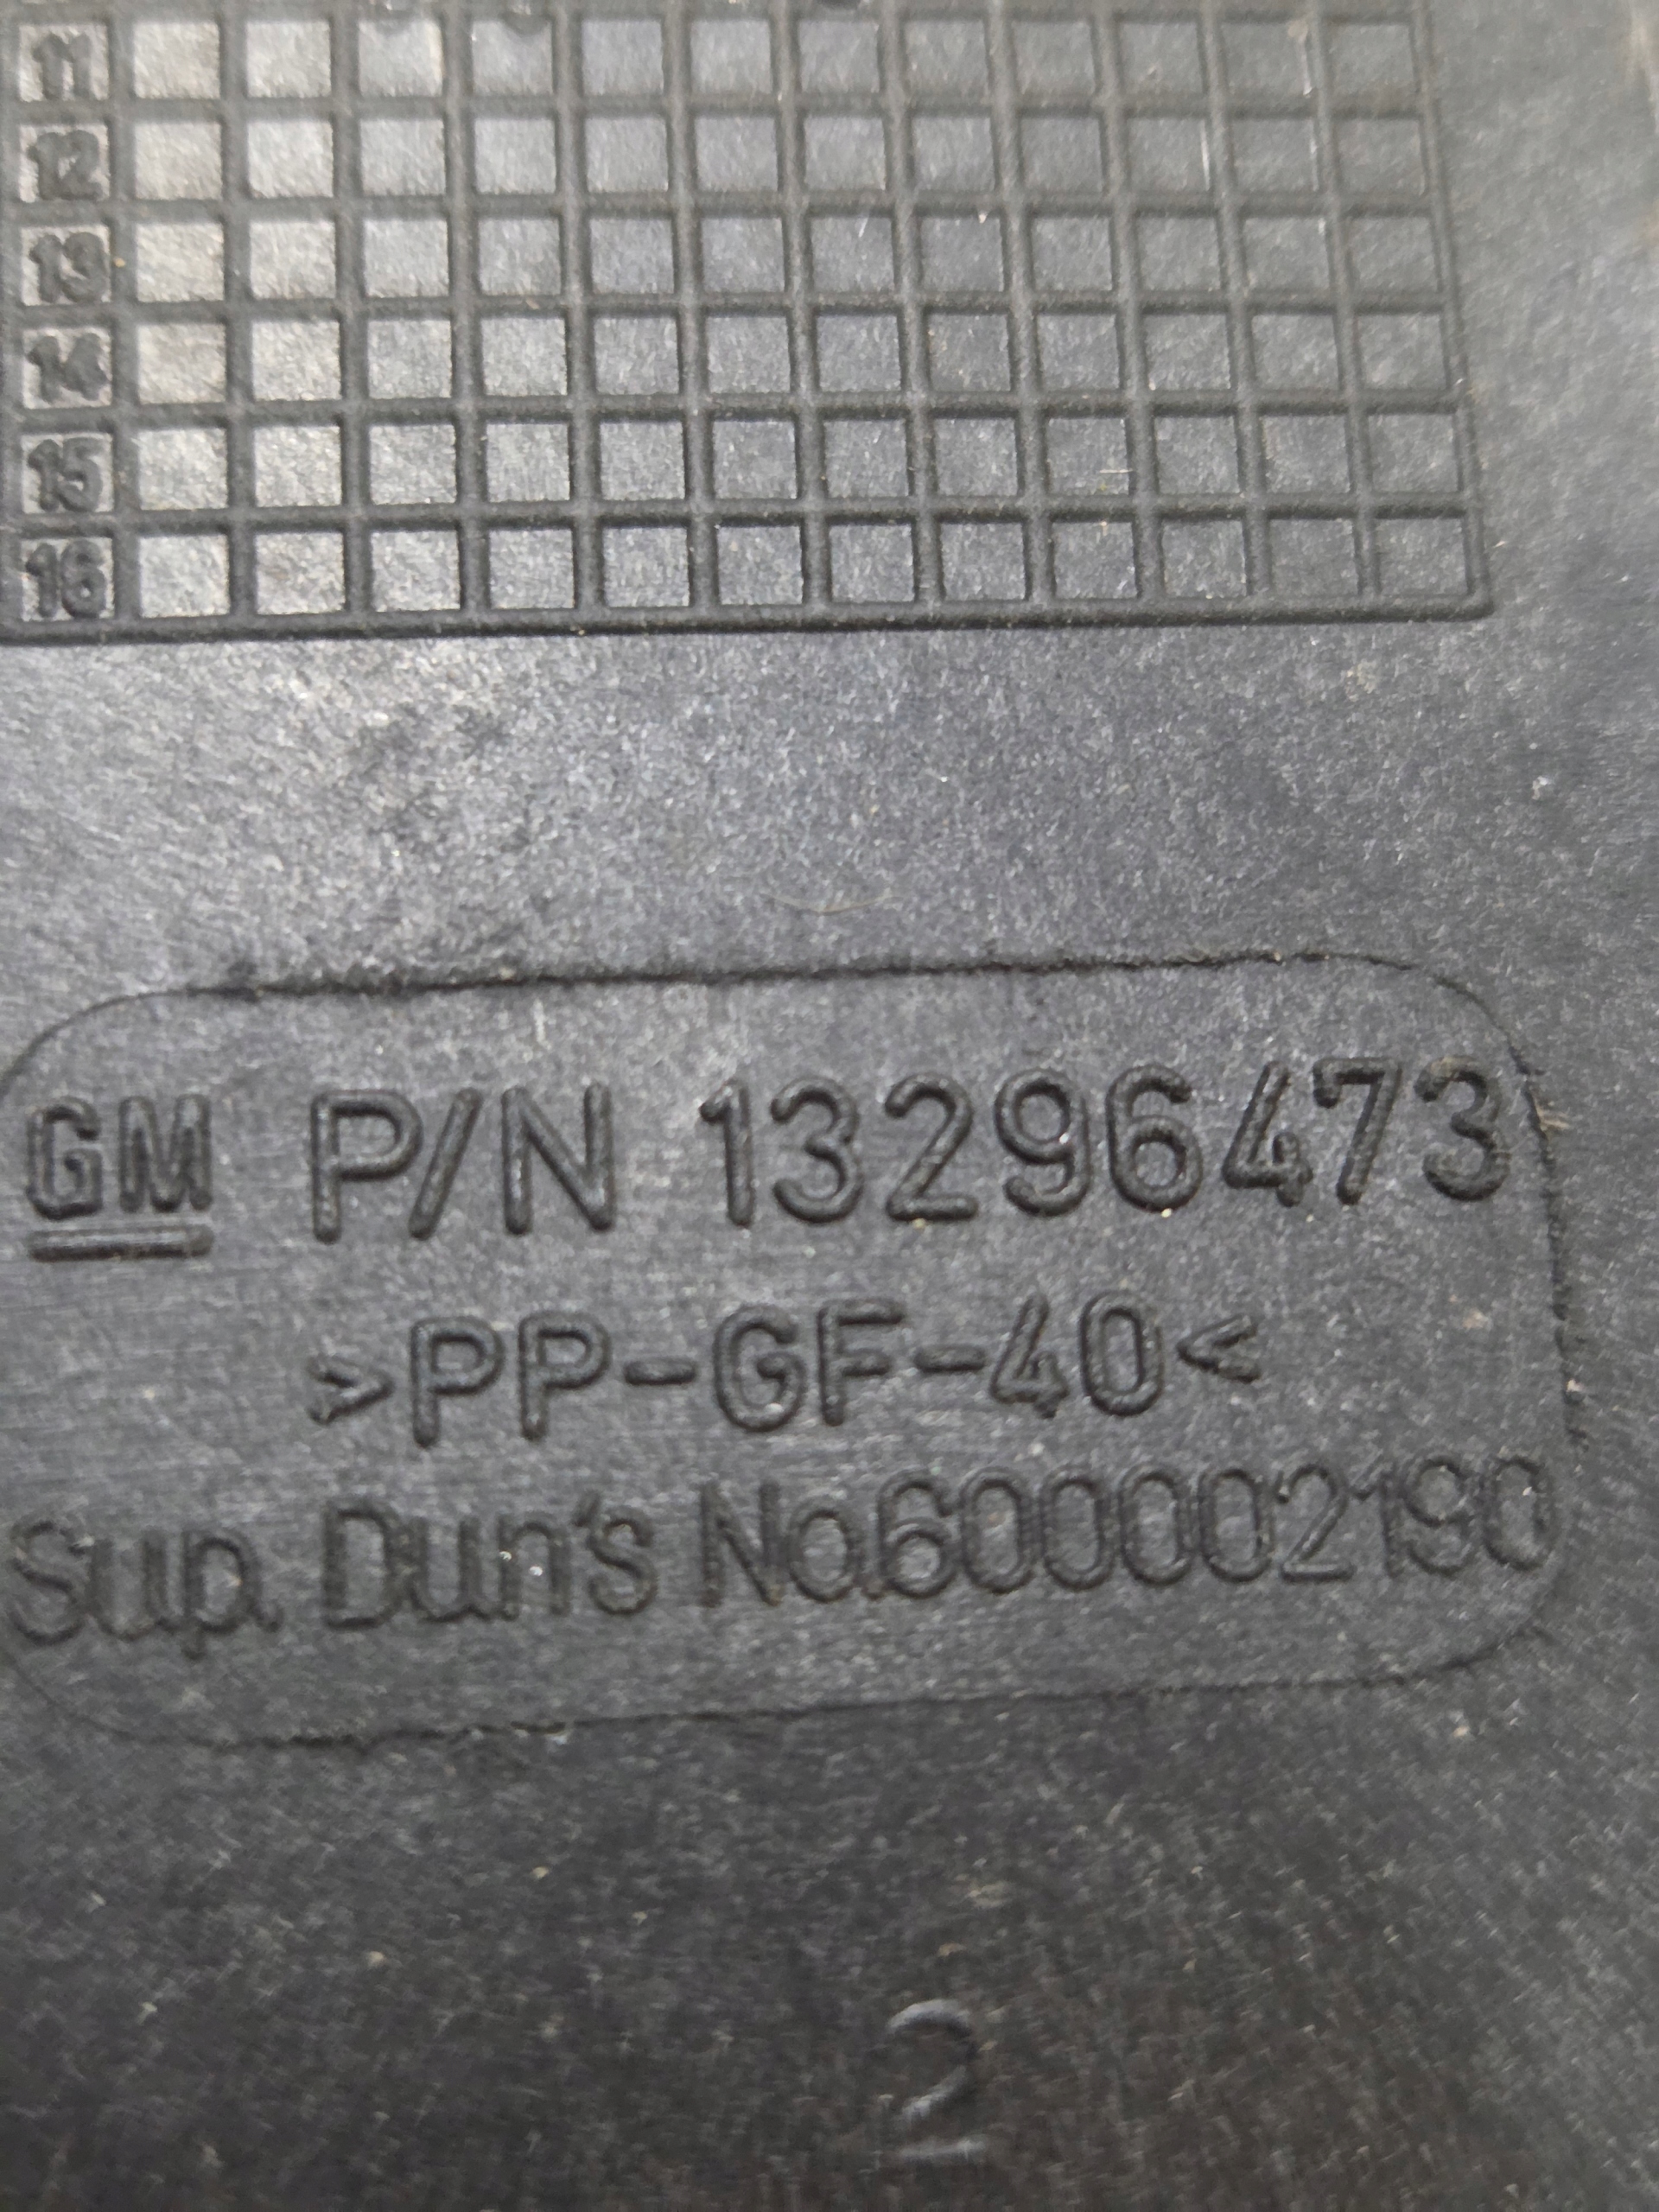 11
12
13
14
15
16
GM P/N 13296473
>PP-GF-40<
Sup. Dun's No.600002190
2